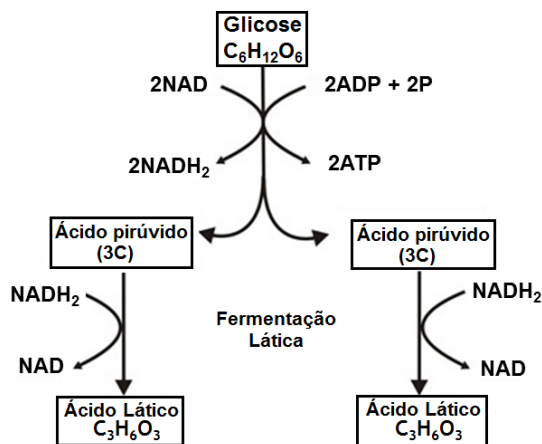 Glicose
C₆H₁₂O₆
2NAD
2ADP + 2P
2NADH₂
2ATP
Ácido pirúvido
(3C)
Ácido pirúvido
(3C)
NADH₂
NADH₂
Fermentação
Lática
NAD
NAD
Ácido Lático
C₃H₆O₃
Ácido Lático
C₃H₆O₃